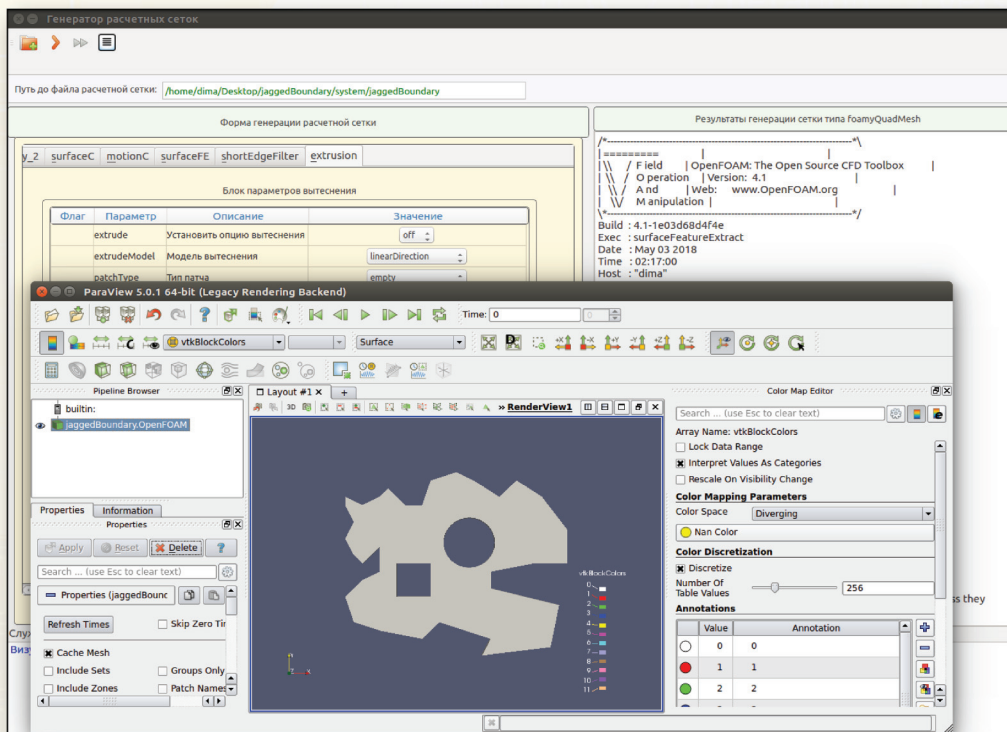 Генератор расчетных сеток
Путь до файла расчетной сетки: /home/dima/Desktop/jaggedBoundary/system/jaggedBoundary
Форма генерации расчетной сетки
y_2 surfaceC motionC surfaceFE shortEdgeFilter extrusion
Блок параметров вытеснения
Флаг Параметр Описание Значение
extrude Установить опцию вытеснения off
extrudeModel Модель вытеснения linearDirection
patchType Тип патча empty
Результаты генерации сетки типа foamyQuadMesh
/*---------------------------------------------------------------------------*\
| ========= | |
| \\ / F ield | OpenFOAM: The Open Source CFD Toolbox |
| \\ / O peration | Version: 4.1 |
| \\ / A nd | Web: www.OpenFOAM.org |
| \\/ M anipulation | |
\*---------------------------------------------------------------------------*/
Build : 4.1-1e03d68d4f4e
Exec : surfaceFeatureExtract
Date : May 03 2018
Time : 02:17:00
Host : "dima"
ss they
Слу
Виз
ParaView 5.0.1 64-bit (Legacy Rendering Backend)
Time: 0 0
vtkBlockColors Surface
Pipeline Browser
builtin:
jaggedBoundary.OpenFOAM
Properties Information
Properties
Apply Reset Delete ?
Search ... (use Esc to clear text)
Properties (jaggedBounc
Refresh Times Skip Zero Tir
Cache Mesh
Include Sets Groups Only
Include Zones Patch Names
Layout #1 +
3D » RenderView1
vtkBlockColors
0
1
2
3
4
5
6
7
8
9
10
11
Color Map Editor
Search ... (use Esc to clear text)
Array Name: vtkBlockColors
Lock Data Range
Interpret Values As Categories
Rescale On Visibility Change
Color Mapping Parameters
Color Space Diverging
Nan Color
Color Discretization
Discretize
Number Of
Table Values 256
Annotations
Value Annotation
0 0
1 1
2 2